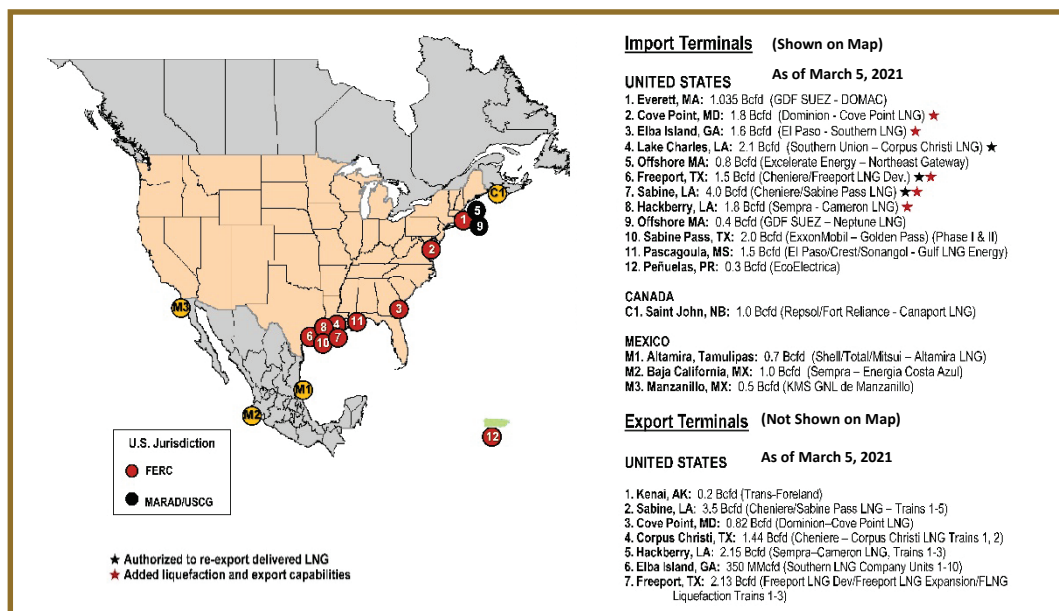 Import Terminals (Shown on Map)
UNITED STATES As of March 5, 2021
1. Everett, MA: 1.035 Bcfd (GDF SUEZ - DOMAC)
2. Cove Point, MD: 1.8 Bcfd (Dominion - Cove Point LNG) ★
3. Elba Island, GA: 1.6 Bcfd {El Paso - Southern LNG) ★
4. Lake Charles, LA: 2.1 Bcfd {Southern Union – Corpus Christi LNG) ★
5. Offshore MA: 0.8 Bcfd (Excelerate Energy – Northeast Gateway)
6. Freeport, TX: 1.5 Bcfd (Cheniere/Freeport LNG Dev.) ★★
7. Sabine, LA: 4.0 Bcfd (Cheniere/Sabine Pass LNG) ★★
8. Hackberry, LA: 1.8 Bcfd (Sempra - Cameron LNG) ★
9. Offshore MA: 0.4 Bcfd (GDF SUEZ – Neptune LNG)
10. Sabine Pass, TX: 2.0 Bcfd (ExxonMobil – Golden Pass) {Phase I & II)
11. Pascagoula, MS: 1.5 Bcfd (El Paso/Crest/Sonangol - Gulf LNG Energy)
12. Peñuelas, PR: 0.3 Bcfd (EcoElectrica)
CANADA
C1. Saint John, NB: 1.0 Bcfd (Repsol/Fort Reliance - Canaport LNG)
MEXICO
M1. Altamira, Tamulipas: 0.7 Bcfd (Shell/Total/Mitsui – Altamira LNG)
M2. Baja California, MX: 1.0 Bcfd (Sempra – Energia Costa Azul)
M3. Manzanillo, MX: 0.5 Bcfd (KMS GNL de Manzanillo)
Export Terminals (Not Shown on Map)
UNITED STATES As of March 5, 2021
1. Kenai, AK: 0.2 Bcfd {Trans-Foreland)
2. Sabine, LA: 3.5 Bcfd (Cheniere/Sabine Pass LNG – Trains 1-5)
3. Cove Point, MD: 0.82 Bcfd (Dominion–Cove Point LNG)
4. Corpus Christi, TX: 1.44 Bcfd (Cheniere – Corpus Christi LNG Trains 1, 2)
5. Hackberry, LA: 2.15 Bcfd (Sempra–Cameron LNG, Trains 1-3)
6. Elba Island, GA: 350 MMcfd (Southern LNG Company Units 1-10)
7. Freeport, TX: 2.13 Bcfd (Freeport LNG Dev/Freeport LNG Expansion/FLNG
Liquefaction Trains 1-3)
C1
5
1
9
2
M3
3
8 4 11
6 7
10
M1
M2
12
U.S. Jurisdiction
FERC
MARAD/USCG
★ Authorized to re-export delivered LNG
★ Added liquefaction and export capabilities